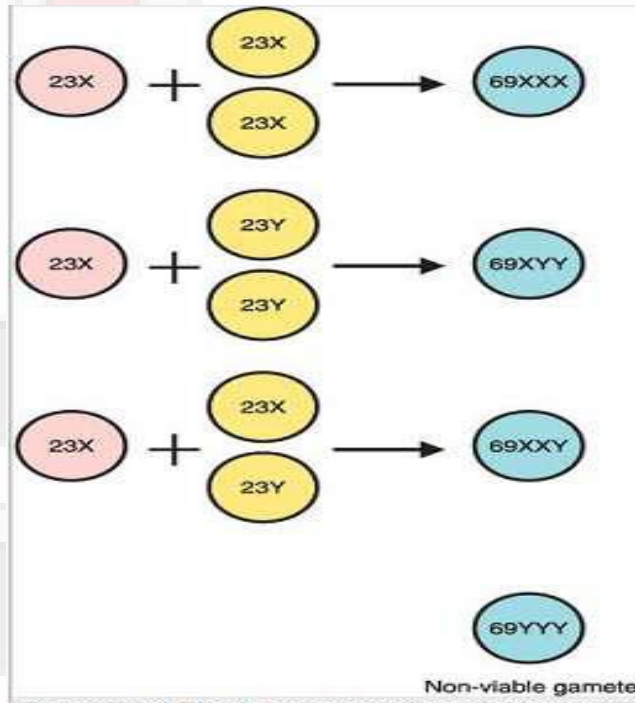 23X
23X
+
23X
69XXX
23Y
23X
+
23Y
69XYY
23X
23X
+
23Y
69XXY
69YYY
Non-viable gamete